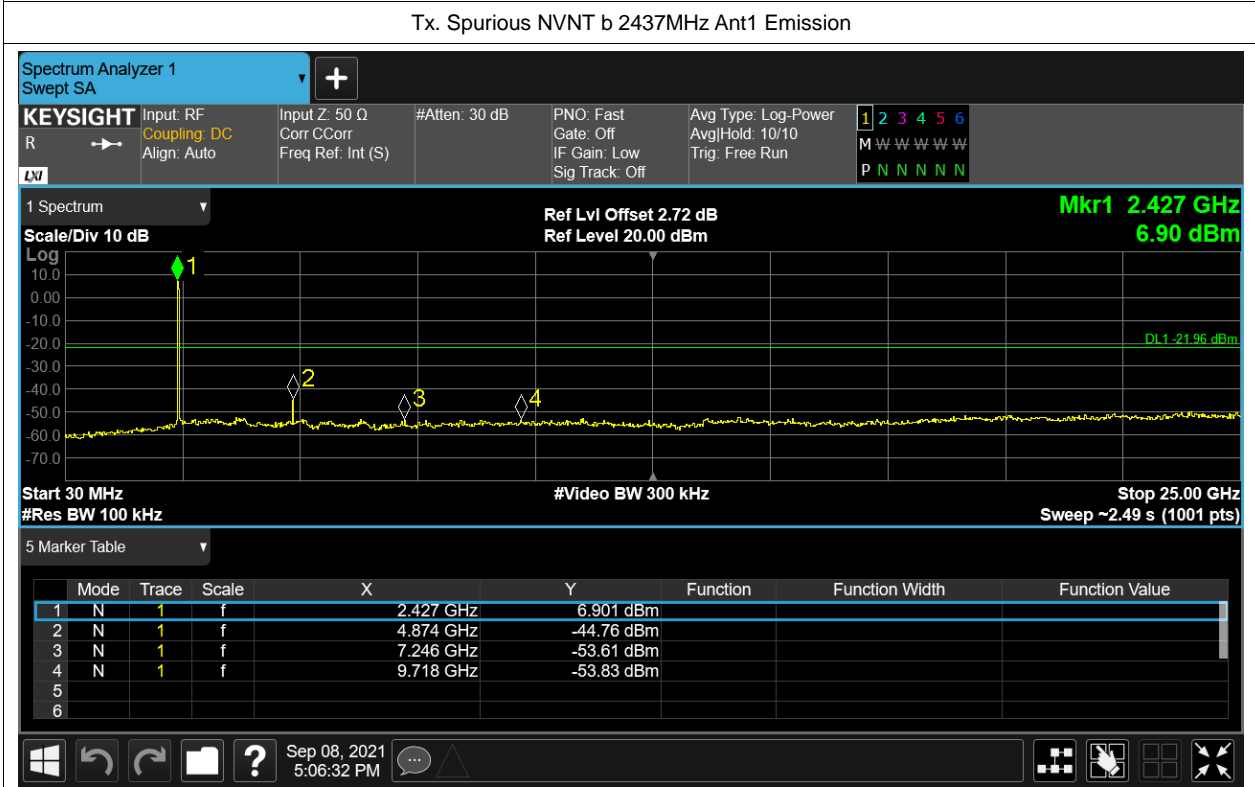 Tx. Spurious NVNT b 2437MHz Ant1 Emission
Spectrum Analyzer 1
Swept SA
KEYSIGHT
R
LXI
Input: RF
Coupling: DC
Align: Auto
Input Z: 50 Ω
Corr CCorr
Freq Ref: Int (S)
#Atten: 30 dB
PNO: Fast
Gate: Off
IF Gain: Low
Sig Track: Off
Avg Type: Log-Power
Avg|Hold: 10/10
Trig: Free Run
1 2 3 4 5 6
M W W W W W
P N N N N N
1 Spectrum
Scale/Div 10 dB
Ref Lvl Offset 2.72 dB
Ref Level 20.00 dBm
Mkr1 2.427 GHz
6.90 dBm
Log
10.0
0.00
-10.0
-20.0
-30.0
-40.0
-50.0
-60.0
-70.0
1
2
3
4
DL1 -21.96 dBm
Start 30 MHz
#Video BW 300 kHz
Stop 25.00 GHz
#Res BW 100 kHz
Sweep ~2.49 s (1001 pts)
5 Marker Table
Mode Trace Scale X Y Function Function Width Function Value
1 N 1 f 2.427 GHz 6.901 dBm
2 N 1 f 4.874 GHz -44.76 dBm
3 N 1 f 7.246 GHz -53.61 dBm
4 N 1 f 9.718 GHz -53.83 dBm
5
6
?
Sep 08, 2021
5:06:32 PM